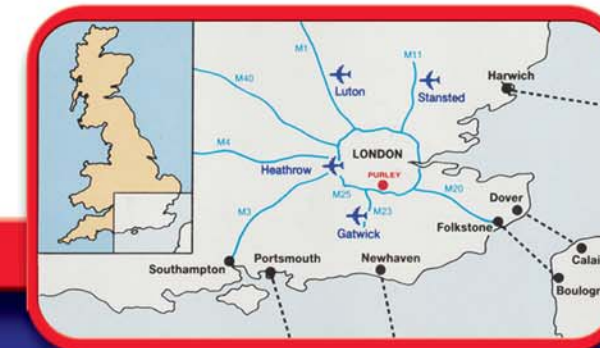 M1
M11
Harwich
M40
Luton
Stansted
M4
LONDON
Heathrow
PURLEY
M25
M20
Dover
M3
M23
Gatwick
Folkstone
Southampton
Portsmouth
Newhaven
Calai
Boulogn